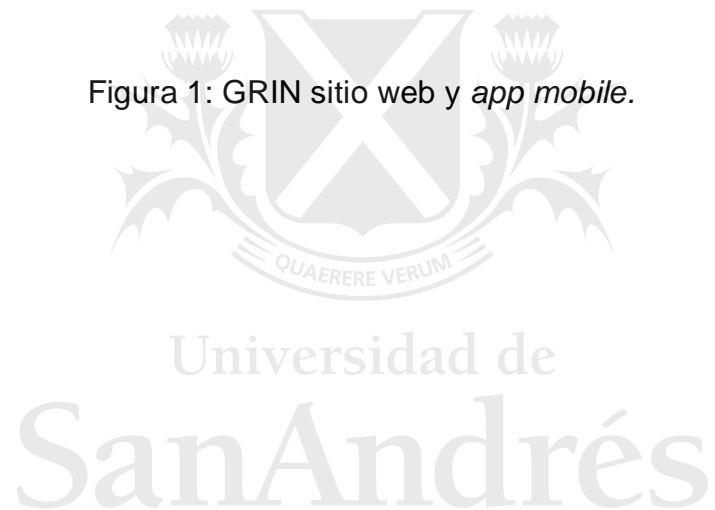 Figura 1: GRIN sitio web y app mobile.
QUAERERE VERUM
Universidad de
SanAndrés